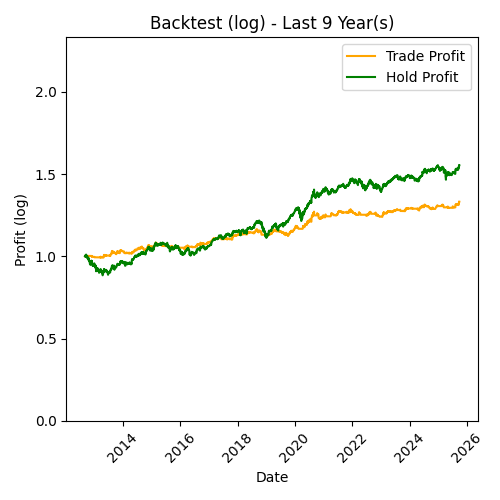 Backtest (log) - Last 9 Year(s)
Trade Profit
Hold Profit
Profit (log)
2.0
1.5
1.0
0.5
0.0
2014
2016
2018
2020
2022
2024
2026
Date